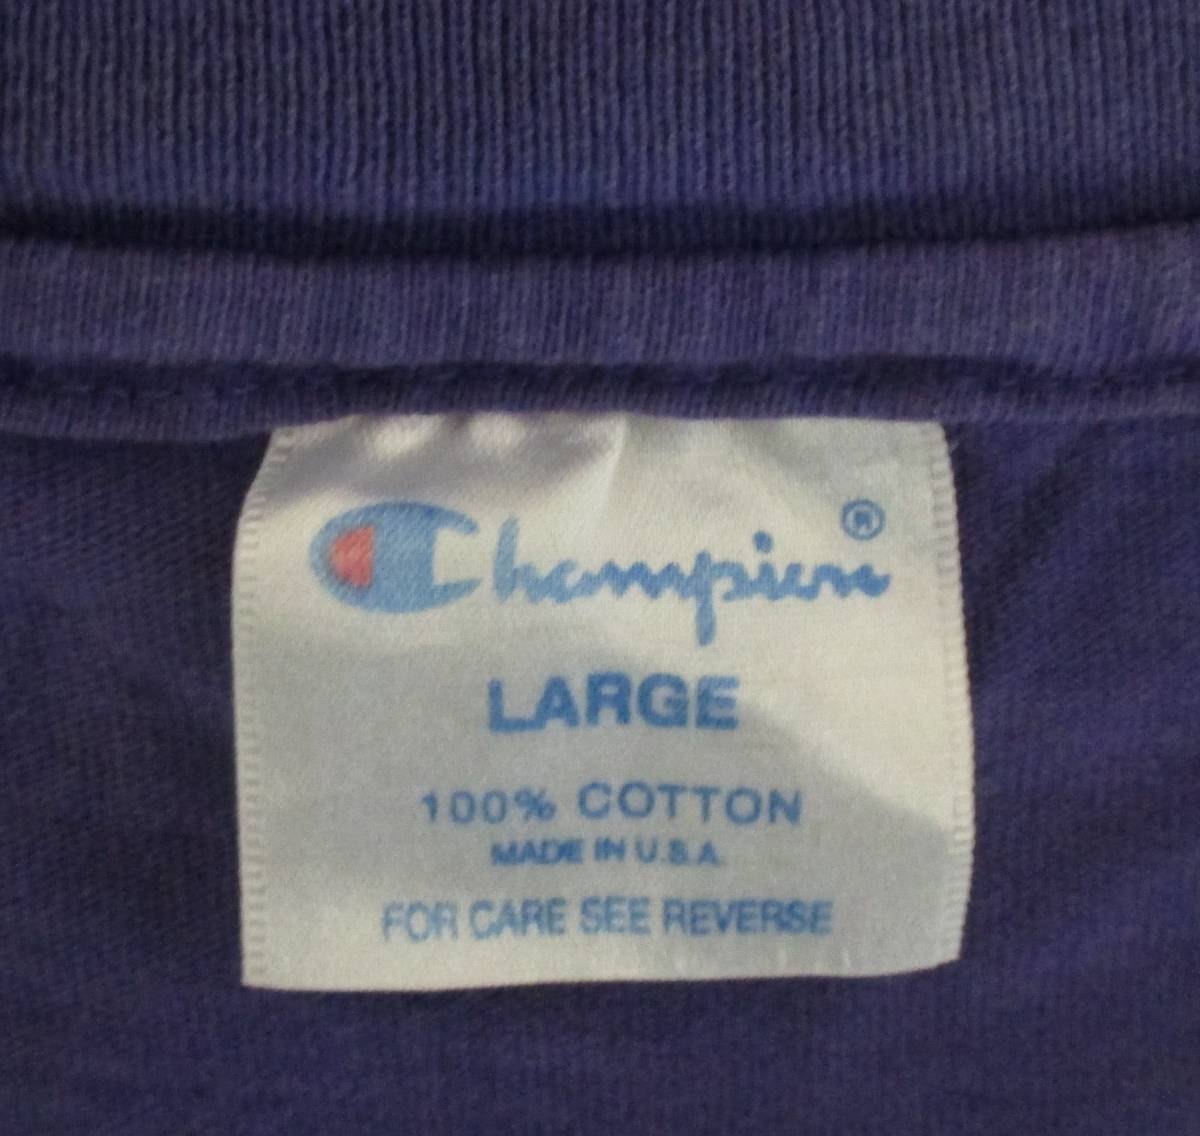 Champion®
LARGE
100% COTTON
MADE IN U.S.A.
FOR CARE SEE REVERSE